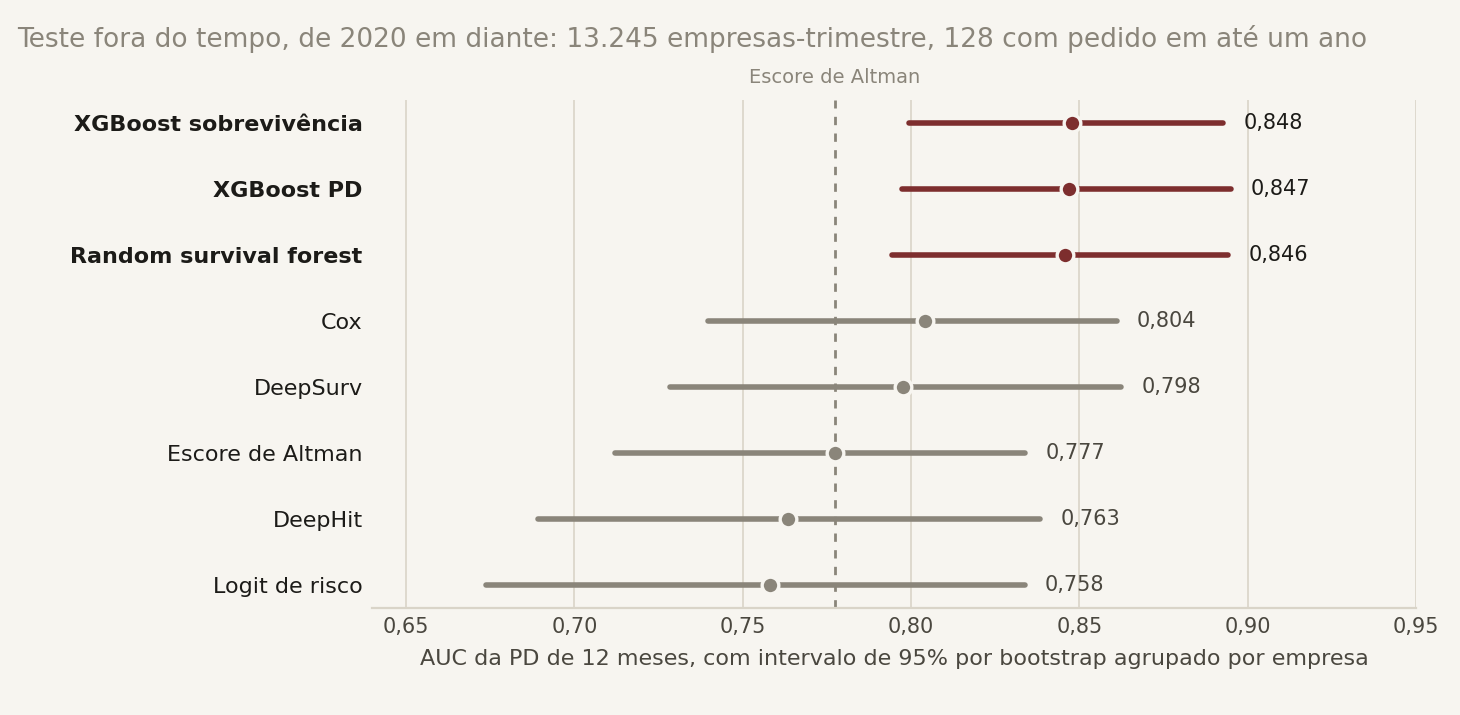 Teste fora do tempo, de 2020 em diante: 13.245 empresas-trimestre, 128 com pedido em até um ano
Escore de Altman
XGBoost sobrevivência 0,848
XGBoost PD 0,847
Random survival forest 0,846
Cox 0,804
DeepSurv 0,798
Escore de Altman 0,777
DeepHit 0,763
Logit de risco 0,758
0,65 0,70 0,75 0,80 0,85 0,90 0,95
AUC da PD de 12 meses, com intervalo de 95% por bootstrap agrupado por empresa